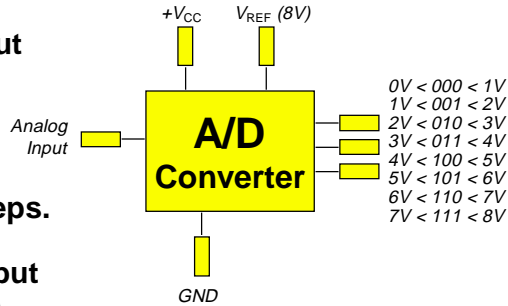 +VCC VREF (8V)
ut
0V < 000 < 1V
1V < 001 < 2V
2V < 010 < 3V
3V < 011 < 4V
4V < 100 < 5V
5V < 101 < 6V
6V < 110 < 7V
7V < 111 < 8V
Analog
Input
A/D
Converter
eps.
put
GND